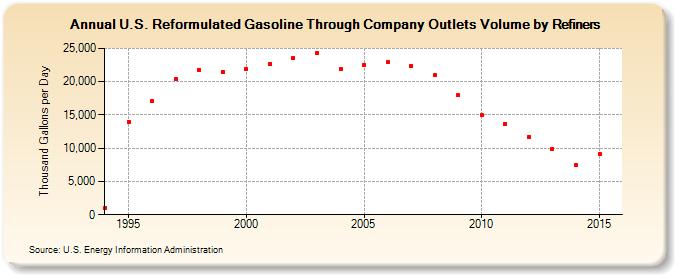 Annual U.S. Reformulated Gasoline Through Company Outlets Volume by Refiners
Thousand Gallons per Day
25,000
20,000
15,000
10,000
5,000
0
1995 2000 2005 2010 2015
Source: U.S. Energy Information Administration